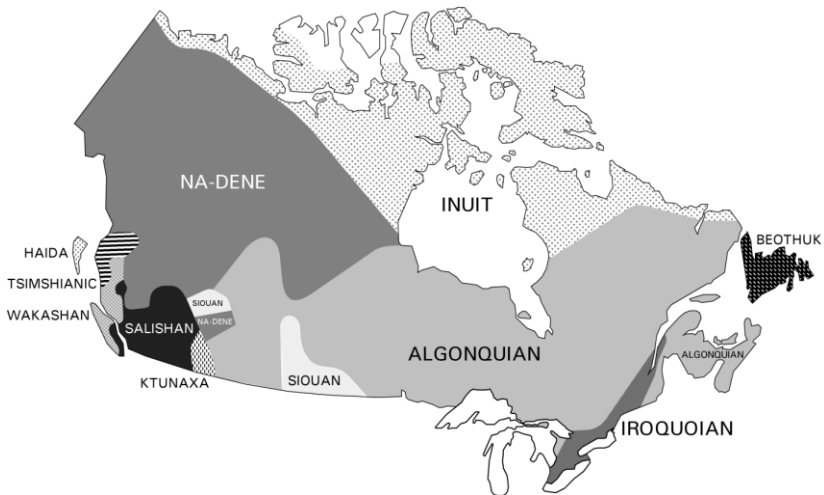 NA-DENE
INUIT
HAIDA
BEOTHUK
TSIMSHIANIC
SIOUAN
WAKASHAN
NA-DENE
SALISHAN
ALGONQUIAN
ALGONQUIAN
KTUNAXA
SIOUAN
IROQUOIAN